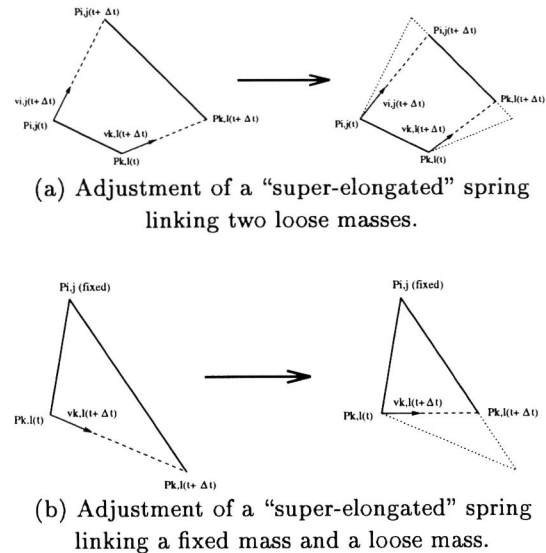 Pi,j(t+ Δt)
vi,j(t+ Δt)
Pi,j(t)
vk,l(t+ Δt)
Pk,l(t+ Δt)
Pk,l(t)
Pi,j(t+ Δt)
Pk,l(t+ Δt)
vi,j(t+ Δt)
Pi,j(t)
vk,l(t+ Δt)
Pk,l(t)
(a) Adjustment of a “super-elongated” spring
linking two loose masses.
Pi,j (fixed)
vk,l(t+ Δt)
Pk,l(t)
Pk,l(t+ Δt)
Pi,j (fixed)
vk,l(t+ Δt)
Pk,l(t)
Pk,l(t+ Δt)
(b) Adjustment of a “super-elongated” spring
linking a fixed mass and a loose mass.